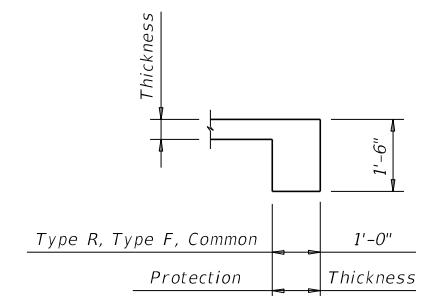 Thickness
1'-6"
Type R, Type F, Common 1'-0"
Protection Thickness